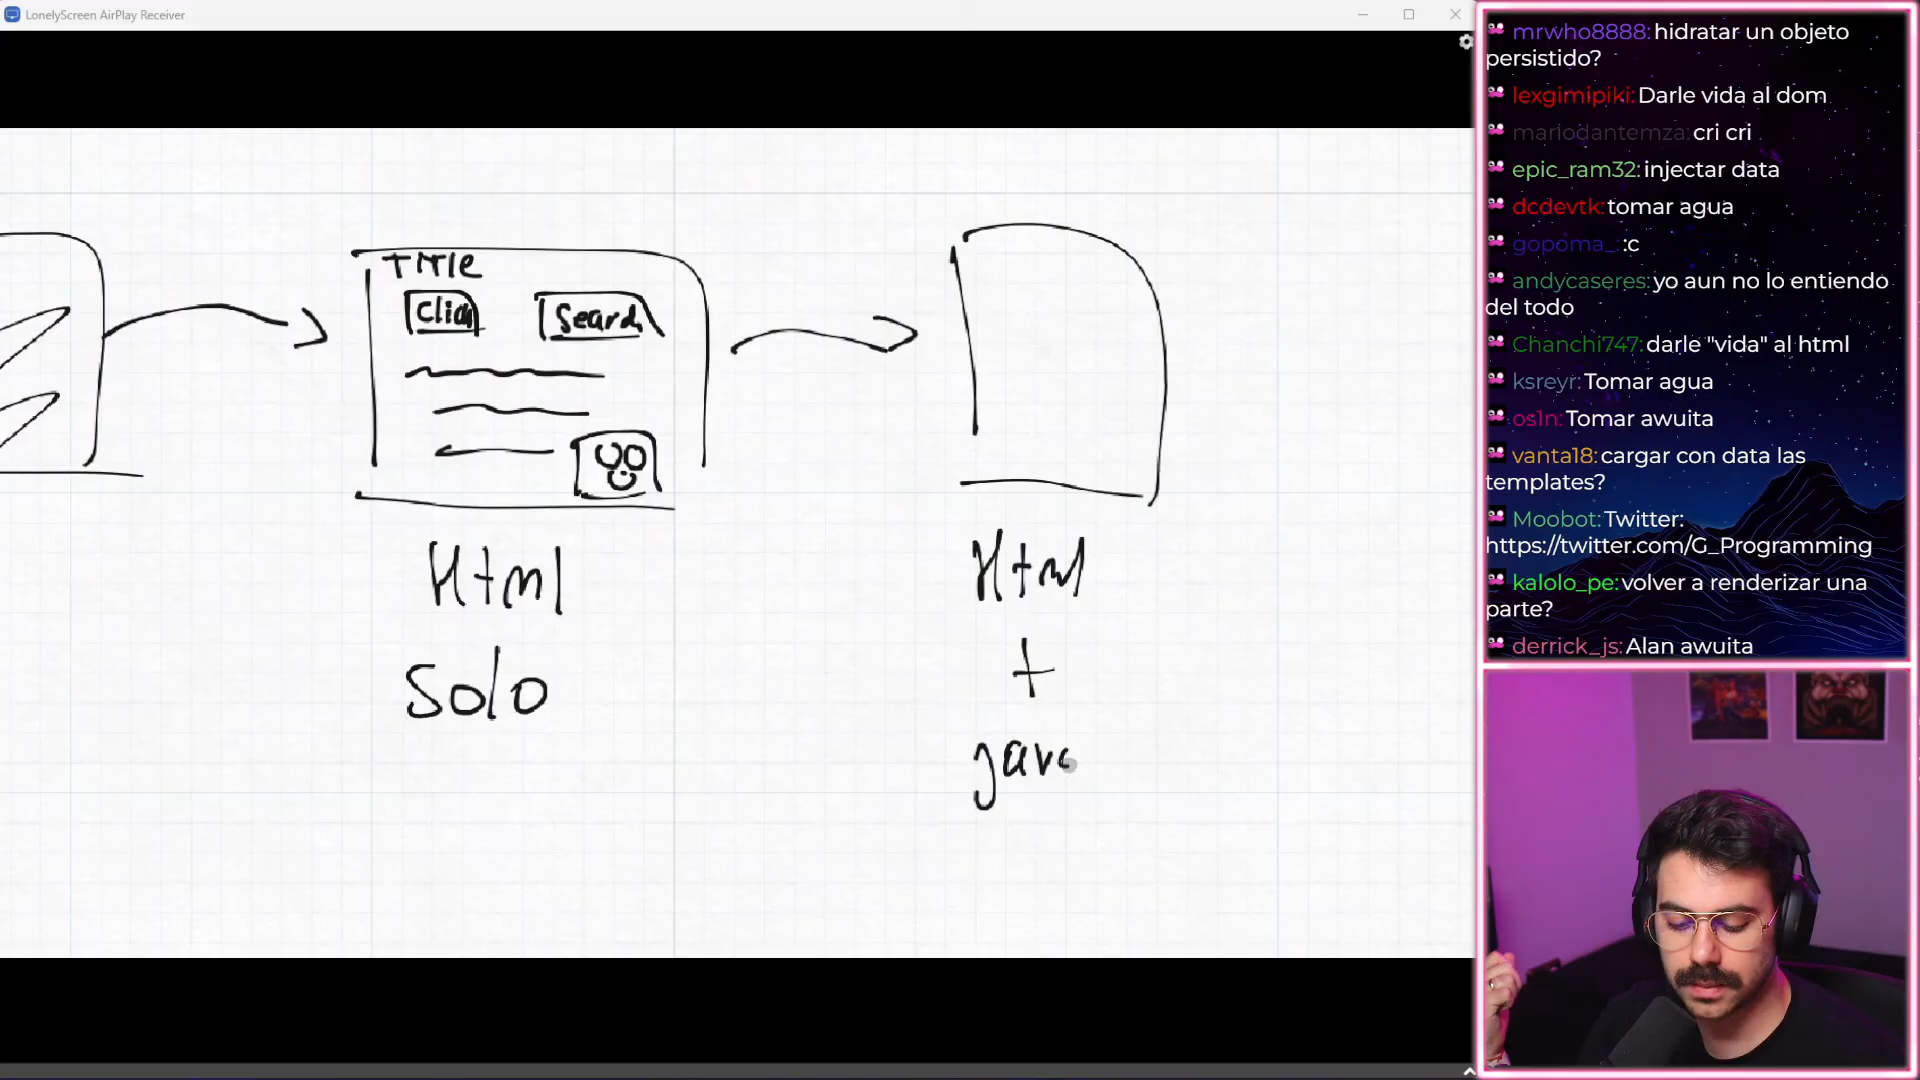 LonelyScreen AirPlay Receiver
TITLE
Search
Html
Solo
Html
+
mrwho8888: hidratar un objeto
persistido?
lexgimipiki: Darle vida al dom
mariodantemza: cri cri
epic_ram32: injectar data
dcdevtk: tomar agua
gopoma_: :c
andycaseres: yo aun no lo entiendo
del todo
Chanchi747: darle "vida" al html
ksreyr: Tomar agua
os1n: Tomar awuita
vanta18: cargar con data las
templates?
Moobot: Twitter:
https://twitter.com/G_Programming
kalolo_pe: volver a renderizar una
parte?
derrick_js: Alan awuita